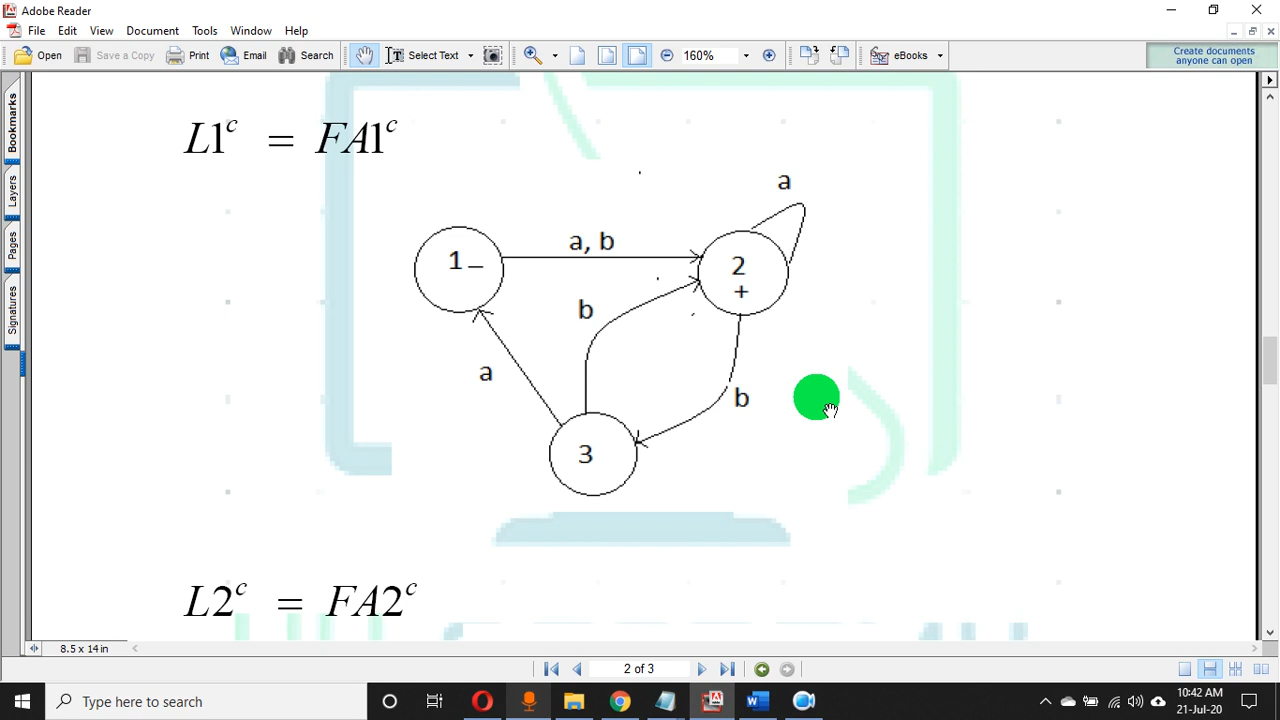 Adobe Reader
File Edit View Document Tools Window Help
Open Save a Copy Print Email Search Select Text 160% eBooks
Create documents
anyone can open
Bookmarks
Layers
Pages
Signatures
L1ᶜ = FA1ᶜ
a
1 –
a, b
2
+
b
a
b
3
L2ᶜ = FA2ᶜ
8.5 x 14 in
2 of 3
Type here to search
10:42 AM
21-Jul-20